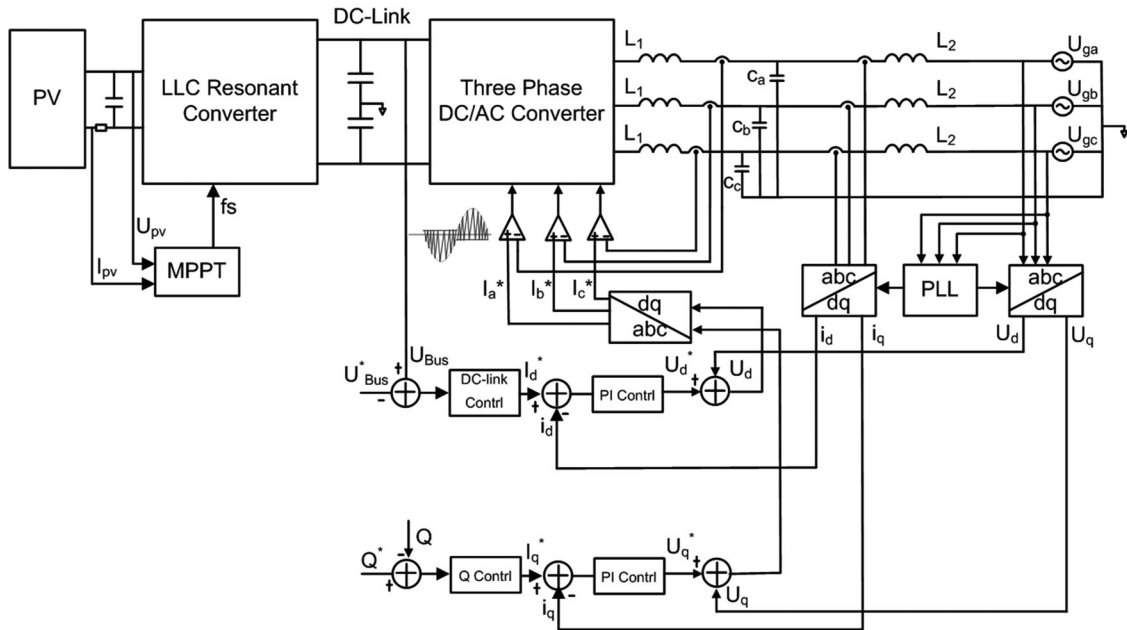 DC-Link
PV
LLC Resonant
Converter
Three Phase
DC/AC Converter
L1
L2
Uga
Ca
L1
L2
Ugb
Cb
L1
L2
Ugc
Cc
fs
Upv
Ipv
MPPT
+ -
+ -
+ -
Ia*
Ib*
Ic*
dq
abc
abc
dq
PLL
abc
dq
id
iq
Ud
Uq
U*Bus
-
+
UBus
DC-link
Contrl
Id*
+
-
id
PI Contrl
Ud*
+
+
Ud
Q*
+
-
Q
Q Contrl
Iq*
+
-
iq
PI Contrl
Uq*
+
+
Uq